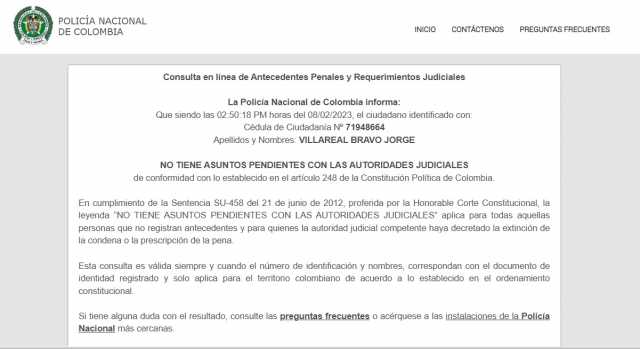 POLICÍA NACIONAL
DE COLOMBIA
INICIO CONTÁCTENOS PREGUNTAS FRECUENTES
Consulta en línea de Antecedentes Penales y Requerimientos Judiciales
La Policía Nacional de Colombia informa:
Que siendo las 02:50:18 PM horas del 08/02/2023, el ciudadano identificado con:
Cédula de Ciudadanía Nº 71948664
Apellidos y Nombres: VILLAREAL BRAVO JORGE
NO TIENE ASUNTOS PENDIENTES CON LAS AUTORIDADES JUDICIALES
de conformidad con lo establecido en el artículo 248 de la Constitución Política de Colombia.
En cumplimiento de la Sentencia SU-458 del 21 de junio de 2012, proferida por la Honorable Corte Constitucional, la
leyenda "NO TIENE ASUNTOS PENDIENTES CON LAS AUTORIDADES JUDICIALES" aplica para todas aquellas
personas que no registran antecedentes y para quienes la autoridad judicial competente haya decretado la extinción de
la condena o la prescripción de la pena.
Esta consulta es válida siempre y cuando el número de identificación y nombres, correspondan con el documento de
identidad registrado y solo aplica para el territorio colombiano de acuerdo a lo establecido en el ordenamiento
constitucional.
Si tiene alguna duda con el resultado, consulte las preguntas frecuentes o acérquese a las instalaciones de la Policía
Nacional más cercanas.